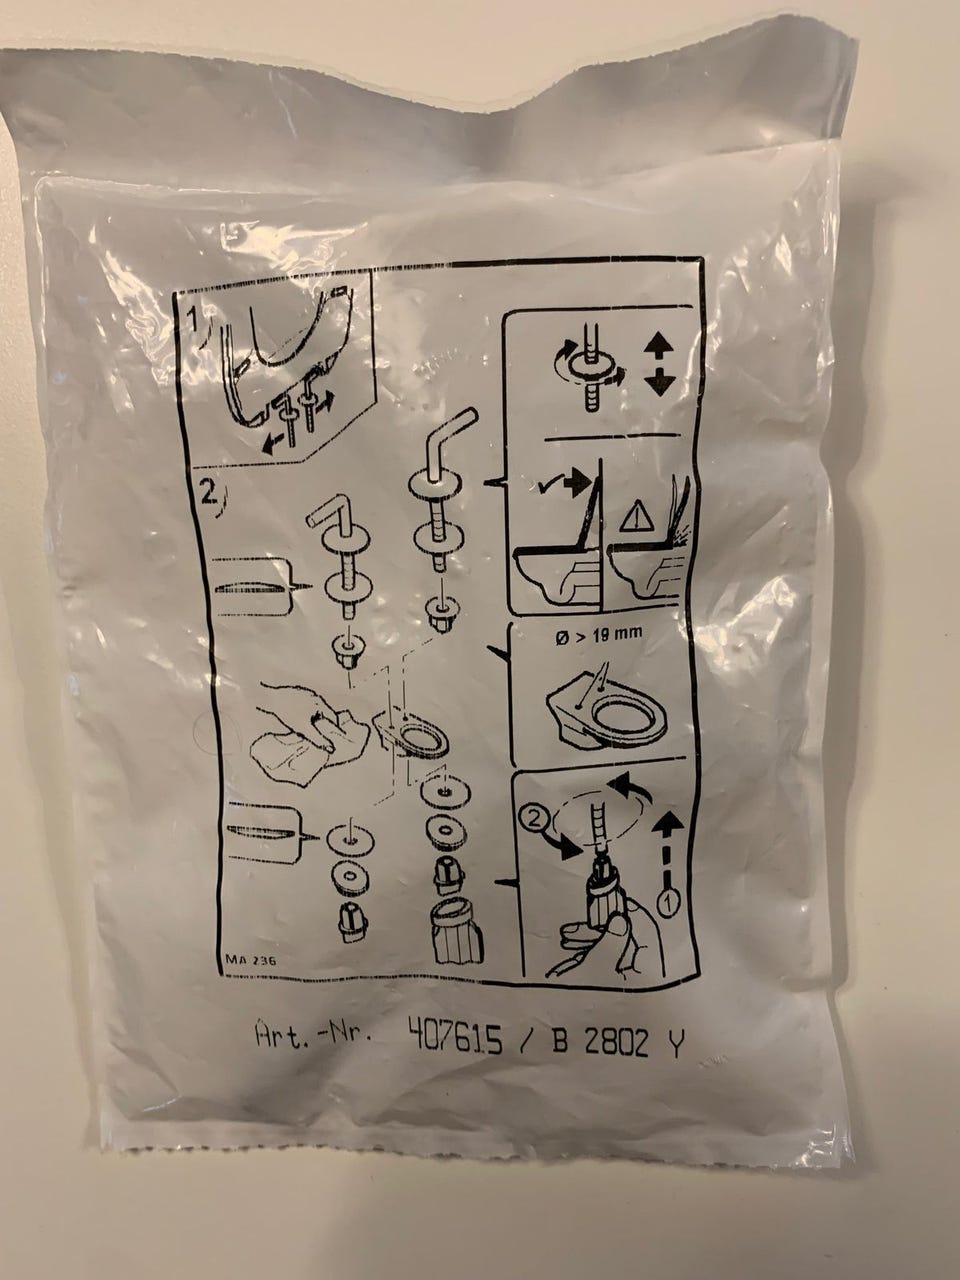 1)
2)
Ø > 19 mm
2
1
MA 236
Art.-Nr. 407615 / B 2802 Y